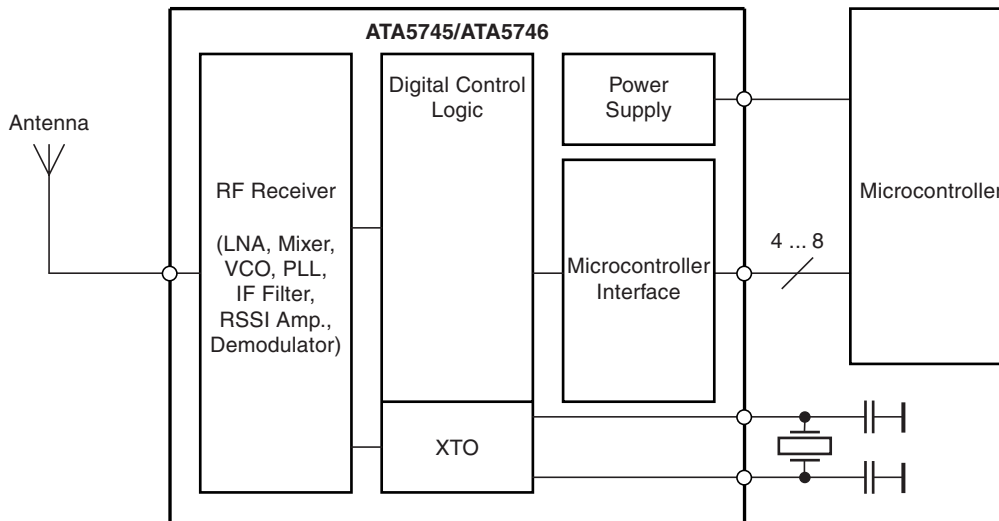 ATA5745/ATA5746
Antenna
RF Receiver
(LNA, Mixer,
VCO, PLL,
IF Filter,
RSSI Amp.,
Demodulator)
Digital Control
Logic
XTO
Power
Supply
Microcontroller
Interface
4 ... 8
Microcontroller